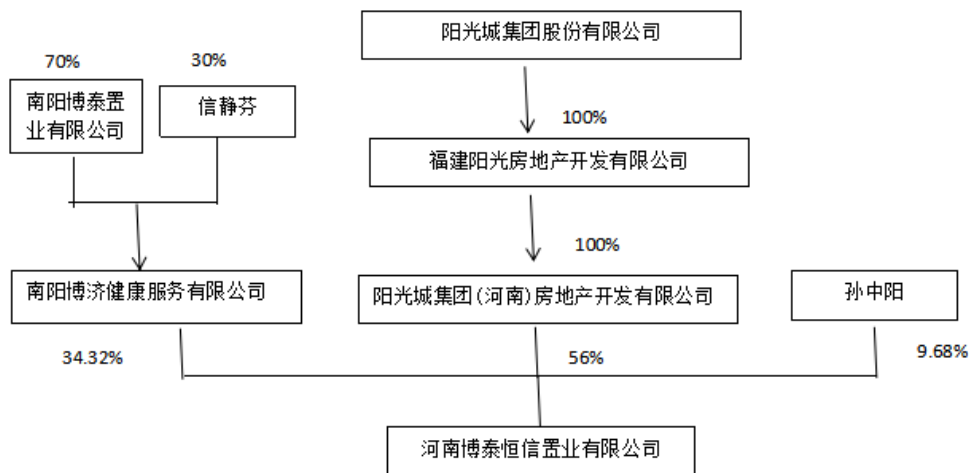 阳光城集团股份有限公司
70%
30%
南阳博泰置
业有限公司
信静芬
100%
福建阳光房地产开发有限公司
100%
南阳博济健康服务有限公司
阳光城集团(河南)房地产开发有限公司
孙中阳
34.32%
56%
9.68%
河南博泰恒信置业有限公司